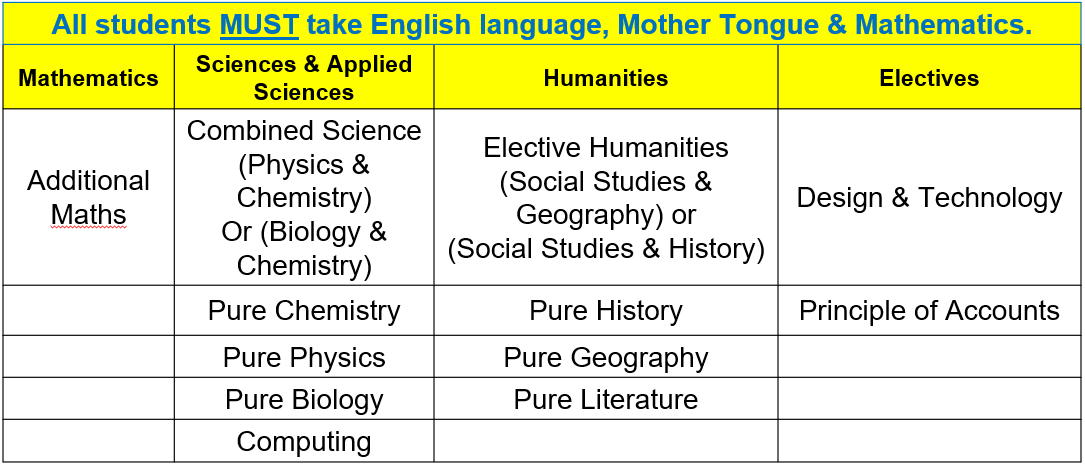 All students MUST take English language, Mother Tongue & Mathematics.
Mathematics
Sciences & Applied
Sciences
Humanities
Electives
Additional
Maths
Combined Science
(Physics &
Chemistry)
Or (Biology &
Chemistry)
Elective Humanities
(Social Studies &
Geography) or
(Social Studies & History)
Design & Technology
Pure Chemistry
Pure History
Principle of Accounts
Pure Physics
Pure Geography
Pure Biology
Pure Literature
Computing